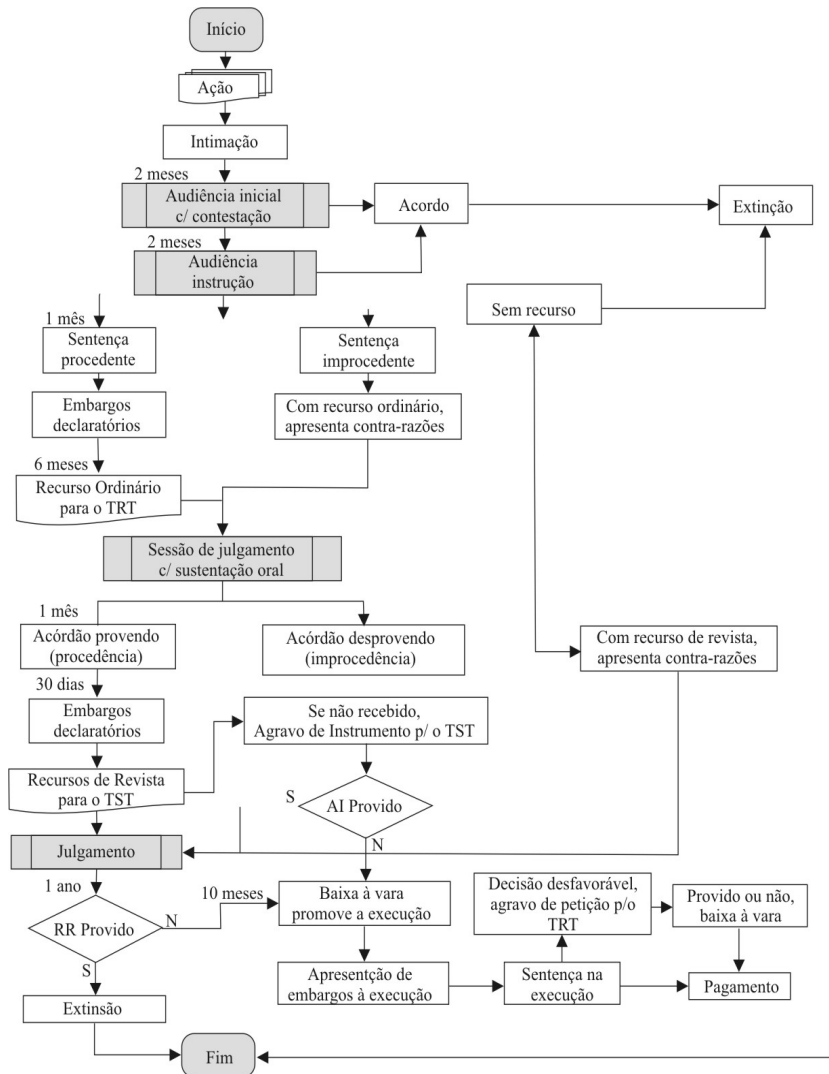 Início
Ação
Intimação
2 meses
Audiência inicial
c/ contestação
Acordo
Extinção
2 meses
Audiência
instrução
Sem recurso
1 mês
Sentença
procedente
Sentença
improcedente
Embargos
declaratórios
Com recurso ordinário,
apresenta contra-razões
6 meses
Recurso Ordinário
para o TRT
Sessão de julgamento
c/ sustentação oral
1 mês
Acórdão provendo
(procedência)
Acórdão desprovendo
(improcedência)
Com recurso de revista,
apresenta contra-razões
30 dias
Embargos
declaratórios
Se não recebido,
Agravo de Instrumento p/ o TST
Recursos de Revista
para o TST
S
AI Provido
N
Julgamento
1 ano
RR Provido
N
10 meses
S
Baixa à vara
promove a execução
Decisão desfavorável,
agravo de petição p/o
TRT
Provido ou não,
baixa à vara
Apresentção de
embargos à execução
Sentença na
execução
Pagamento
Extinsão
Fim